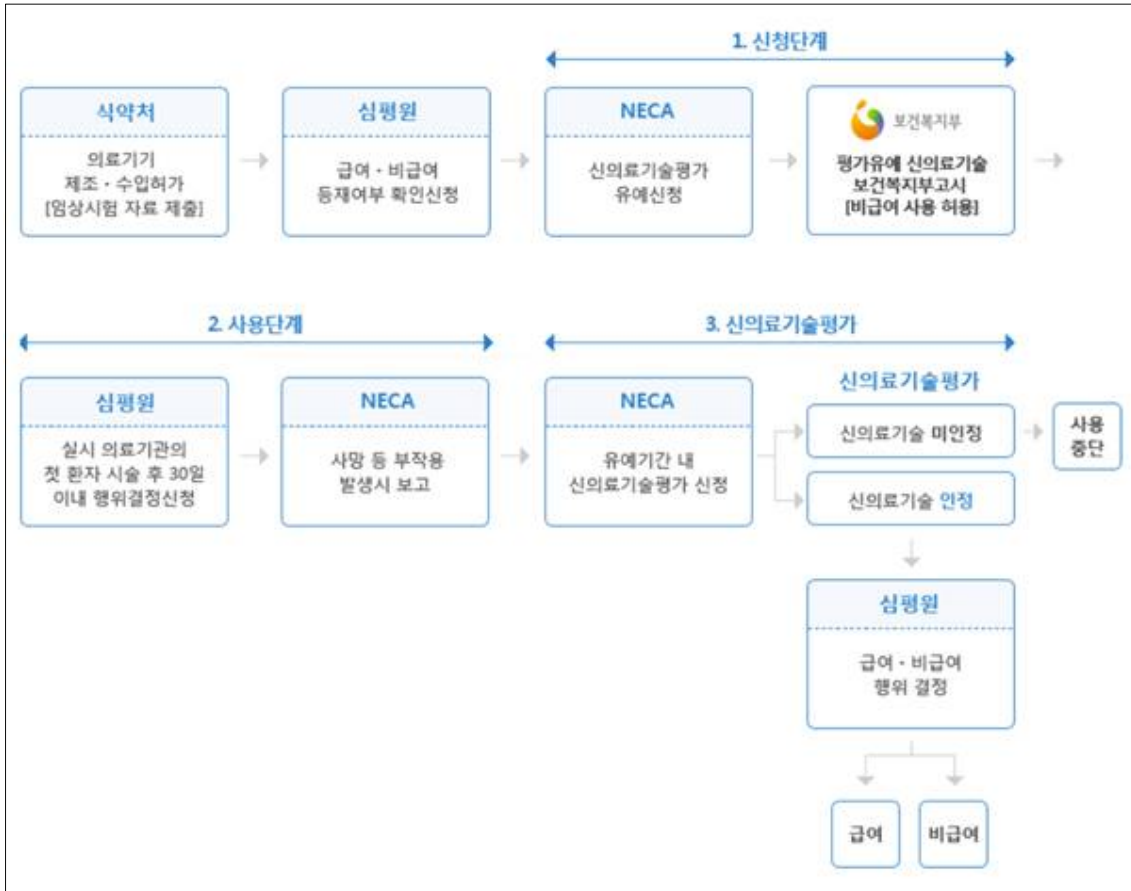 1. 신청단계
식약처
의료기기
제조·수입허가
[임상시험 자료 제출]
심평원
급여·비급여
등재여부 확인신청
NECA
신의료기술평가
유예신청
보건복지부
평가유예 신의료기술
보건복지부고시
[비급여 사용 허용]
2. 사용단계
심평원
실시 의료기관의
첫 환자 시술 후 30일
이내 행위결정신청
NECA
사망 등 부작용
발생시 보고
3. 신의료기술평가
NECA
유예기간 내
신의료기술평가 신청
신의료기술평가
신의료기술 미인정
사용
중단
신의료기술 인정
심평원
급여·비급여
행위 결정
급여
비급여